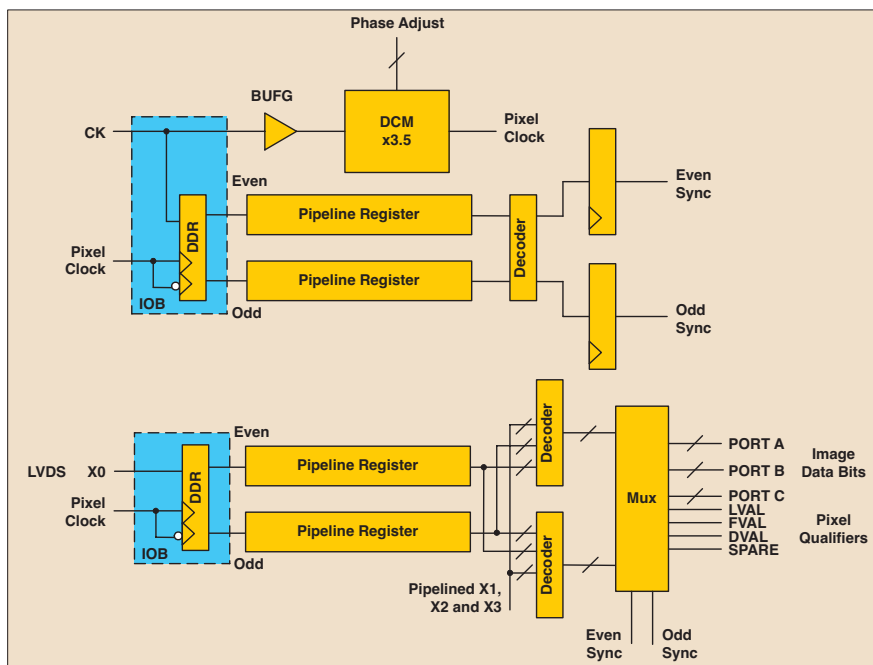 Phase Adjust
BUFG
DCM
x3.5
CK
Pixel
Clock
Even
Pipeline Register
DDR
Decoder
Even
Sync
Pixel
Clock
Pipeline Register
IOB
Odd
Odd
Sync
Even
Decoder
LVDS X0
DDR
Pipeline Register
Mux
PORT A
PORT B
PORT C
LVAL
FVAL
DVAL
SPARE
Image
Data Bits
Pixel
Qualifiers
Pixel
Clock
Pipeline Register
Decoder
IOB
Odd
Pipelined X1,
X2 and X3
Even
Sync
Odd
Sync